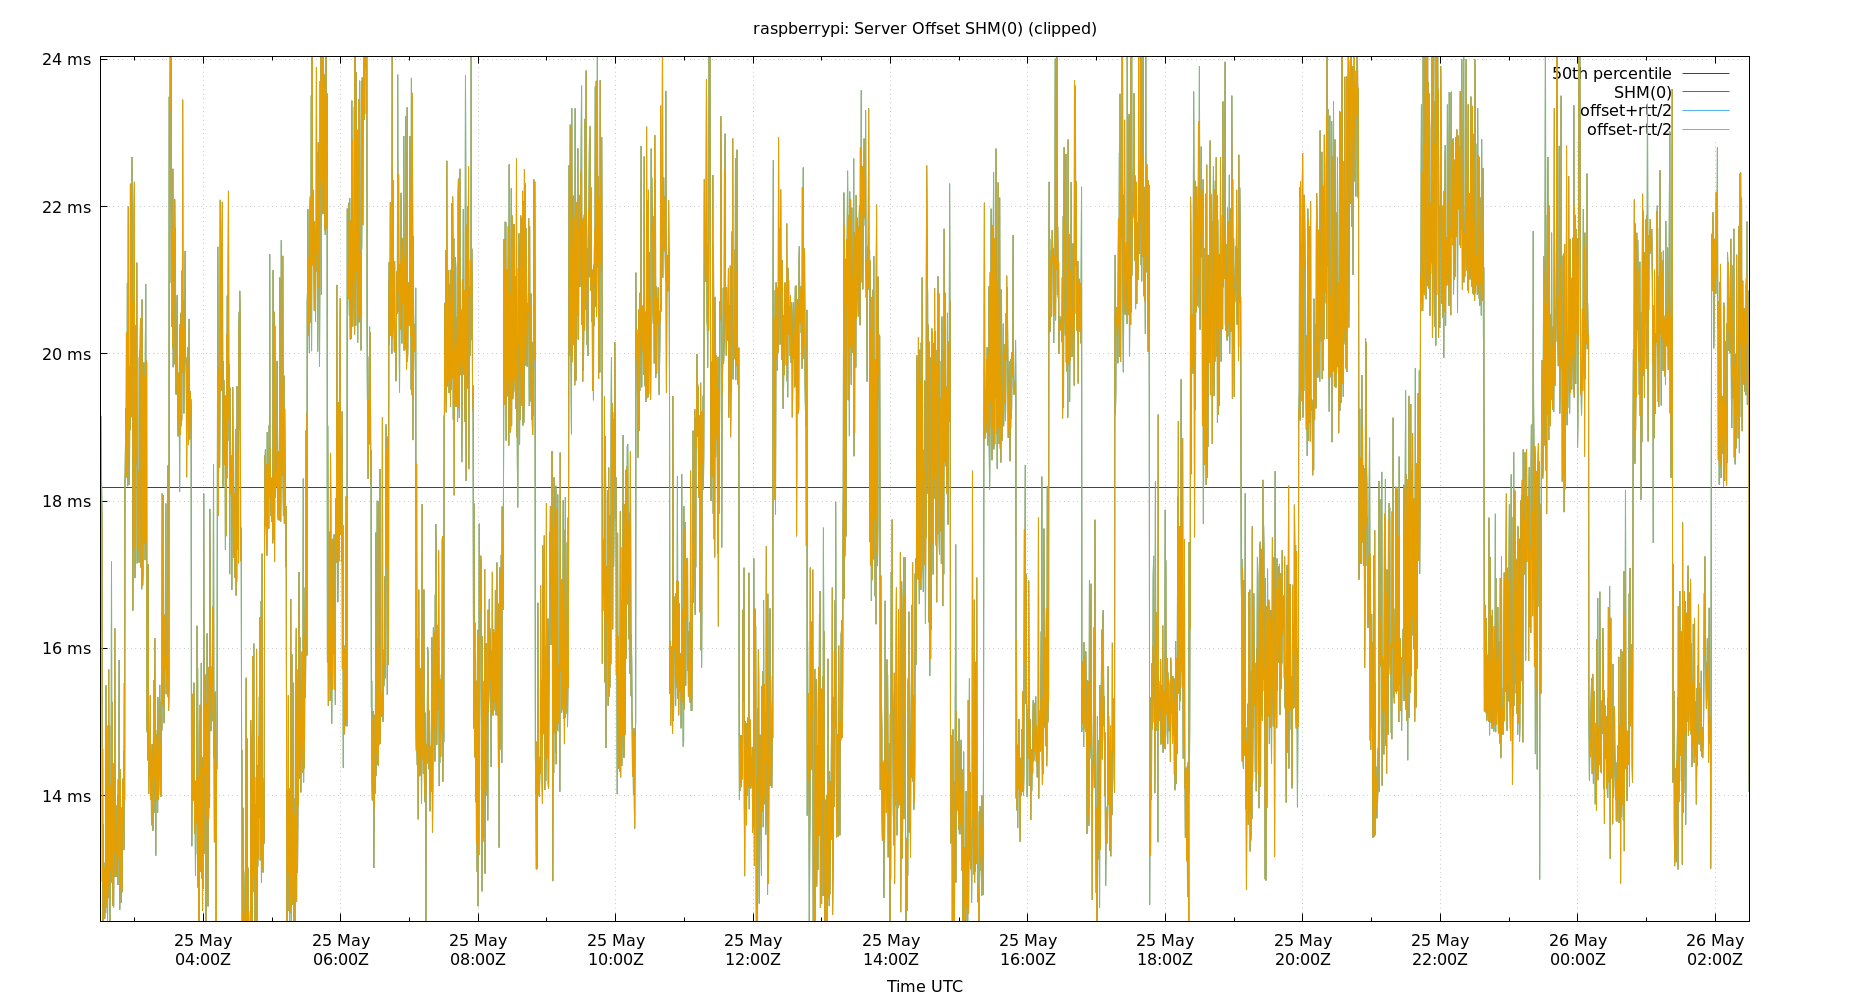 raspberrypi: Server Offset SHM(0) (clipped)
24 ms
22 ms
20 ms
18 ms
16 ms
14 ms
50th percentile
SHM(0)
offset+rtt/2
offset-rtt/2
25 May
04:00Z
25 May
06:00Z
25 May
08:00Z
25 May
10:00Z
25 May
12:00Z
25 May
14:00Z
25 May
16:00Z
25 May
18:00Z
25 May
20:00Z
25 May
22:00Z
26 May
00:00Z
26 May
02:00Z
Time UTC